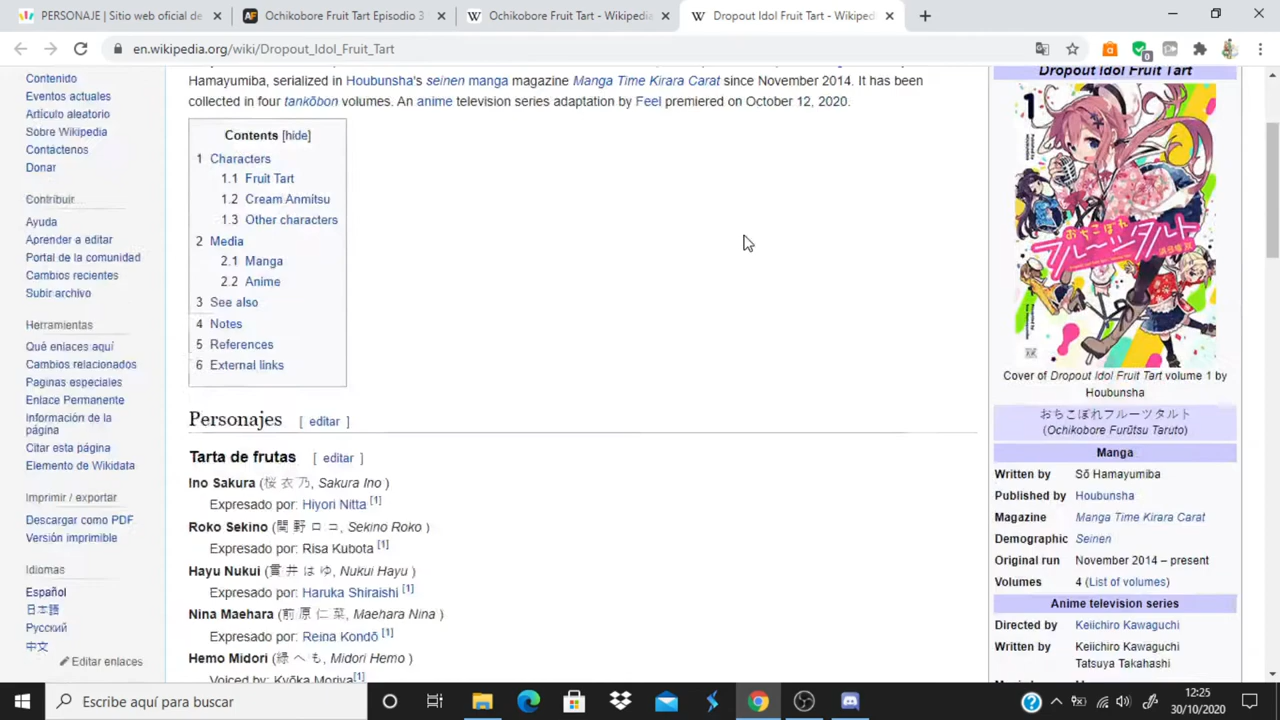 PERSONAJE | Sitio web oficial de
Ochikobore Fruit Tart Episodio 3
Ochikobore Fruit Tart - Wikipedia
Dropout Idol Fruit Tart - Wikiped
en.wikipedia.org/wiki/Dropout_Idol_Fruit_Tart
Contenido
Eventos actuales
Artículo aleatorio
Sobre Wikipedia
Contactenos
Donar
Contribuir
Ayuda
Aprender a editar
Portal de la comunidad
Cambios recientes
Subir archivo
Herramientas
Qué enlaces aquí
Cambios relacionados
Paginas especiales
Enlace Permanente
Información de la
página
Citar esta página
Elemento de Wikidata
Imprimir / exportar
Descargar como PDF
Versión imprimible
Idiomas
Español
日本語
Русский
中文
Editar enlaces
Hamayumiba, serialized in Houbunsha's seinen manga magazine Manga Time Kirara Carat since November 2014. It has been
collected in four tankōbon volumes. An anime television series adaptation by Feel premiered on October 12, 2020.
Contents [hide]
1 Characters
1.1 Fruit Tart
1.2 Cream Anmitsu
1.3 Other characters
2 Media
2.1 Manga
2.2 Anime
3 See also
4 Notes
5 References
6 External links
Personajes [ editar ]
Tarta de frutas [ editar ]
Ino Sakura (桜 衣 乃, Sakura Ino )
Expresado por: Hiyori Nitta [1]
Roko Sekino (関 野 ロ コ, Sekino Roko )
Expresado por: Risa Kubota [1]
Hayu Nukui (貫 井 は ゆ, Nukui Hayu )
Expresado por: Haruka Shiraishi [1]
Nina Maehara (前 原 仁 菜, Maehara Nina )
Expresado por: Reina Kondō [1]
Hemo Midori (緑 へ も, Midori Hemo )
Voiced by: Kyōka Moriya[1]
Dropout Idol Fruit Tart
1
おちこぼれ
フルーツタルト
Cover of Dropout Idol Fruit Tart volume 1 by
Houbunsha
おちこぼれフルーツタルト
(Ochikobore Furūtsu Taruto)
Manga
Written by Sō Hamayumiba
Published by Houbunsha
Magazine Manga Time Kirara Carat
Demographic Seinen
Original run November 2014 – present
Volumes 4 (List of volumes)
Anime television series
Directed by Keiichiro Kawaguchi
Written by Keiichiro Kawaguchi
Tatsuya Takahashi
Escribe aquí para buscar
12:25
30/10/2020